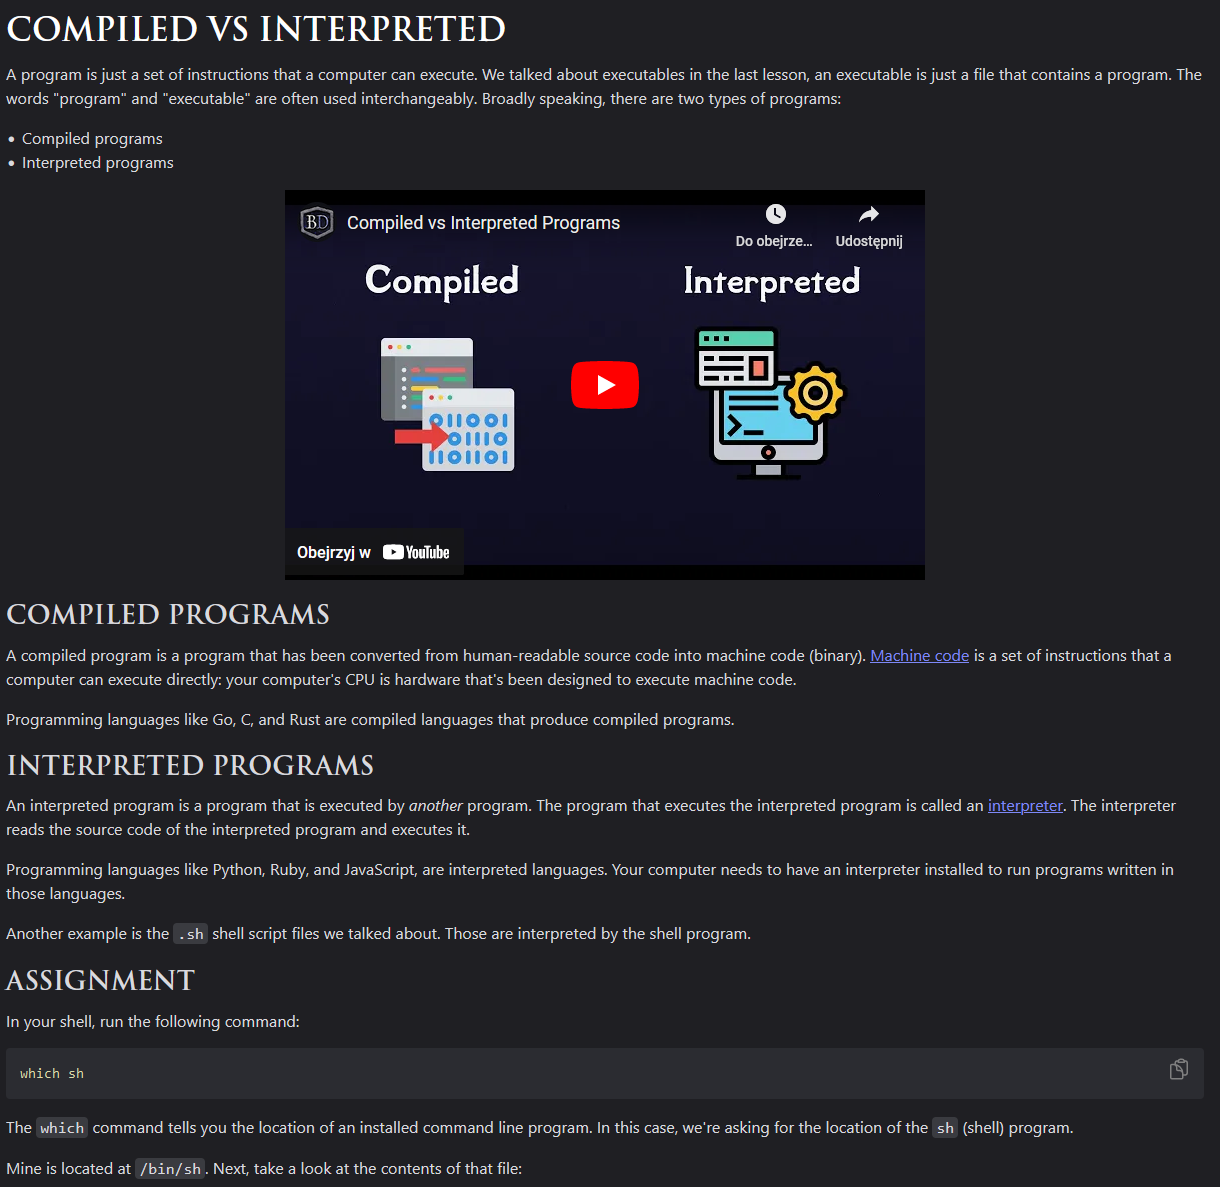 COMPILED VS INTERPRETED
A program is just a set of instructions that a computer can execute. We talked about executables in the last lesson, an executable is just a file that contains a program. The
words "program" and "executable" are often used interchangeably. Broadly speaking, there are two types of programs:
• Compiled programs
• Interpreted programs
BD Compiled vs Interpreted Programs
Do obejrze... Udostępnij
Compiled Interpreted
Obejrzyj w YouTube
COMPILED PROGRAMS
A compiled program is a program that has been converted from human-readable source code into machine code (binary). Machine code is a set of instructions that a
computer can execute directly: your computer's CPU is hardware that's been designed to execute machine code.
Programming languages like Go, C, and Rust are compiled languages that produce compiled programs.
INTERPRETED PROGRAMS
An interpreted program is a program that is executed by another program. The program that executes the interpreted program is called an interpreter. The interpreter
reads the source code of the interpreted program and executes it.
Programming languages like Python, Ruby, and JavaScript, are interpreted languages. Your computer needs to have an interpreter installed to run programs written in
those languages.
Another example is the .sh shell script files we talked about. Those are interpreted by the shell program.
ASSIGNMENT
In your shell, run the following command:
which sh
The which command tells you the location of an installed command line program. In this case, we're asking for the location of the sh (shell) program.
Mine is located at /bin/sh. Next, take a look at the contents of that file: